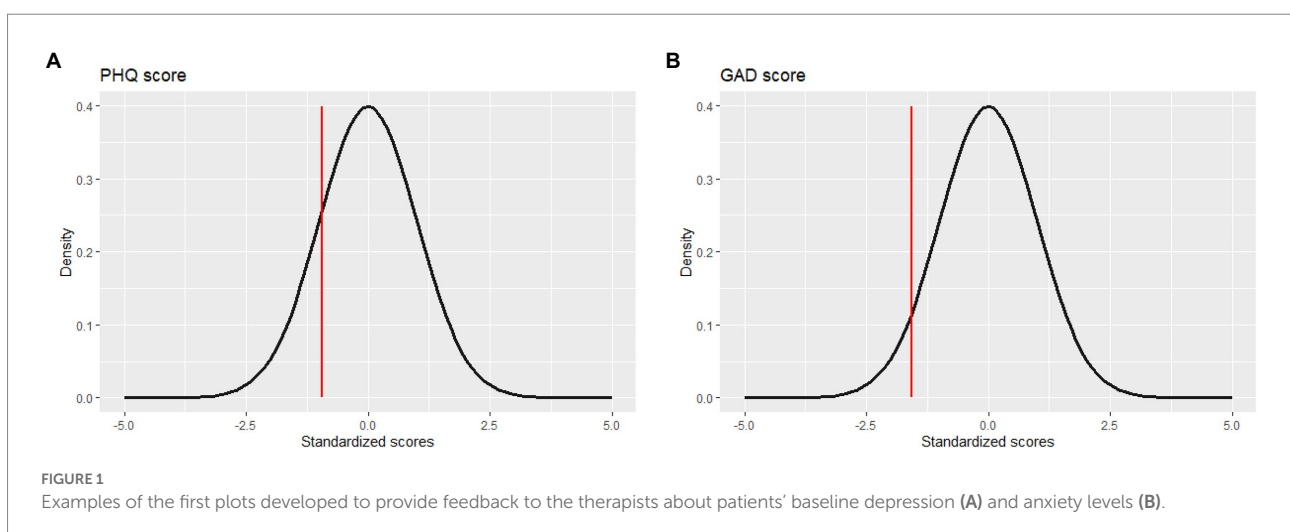 A
PHQ score
0.4
0.3
0.2
0.1
0.0
Density
-5.0 -2.5 0.0 2.5 5.0
Standardized scores
B
GAD score
0.4
0.3
0.2
0.1
0.0
Density
-5.0 -2.5 0.0 2.5 5.0
Standardized scores
FIGURE 1
Examples of the first plots developed to provide feedback to the therapists about patients’ baseline depression (A) and anxiety levels (B).